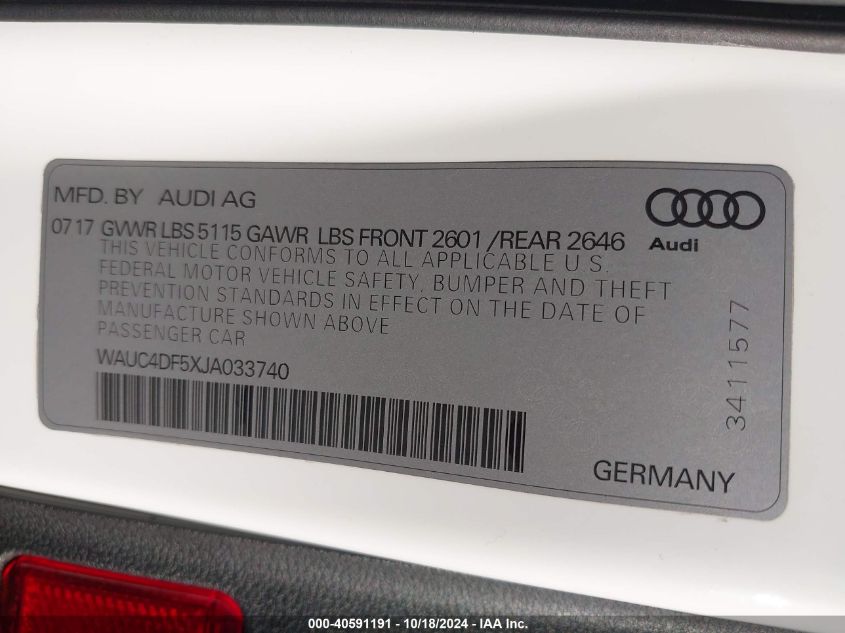 MFD. BY AUDI AG
07 17 GVWR LBS 5115 GAWR LBS FRONT 2601 /REAR 2646
THIS VEHICLE CONFORMS TO ALL APPLICABLE U S.
FEDERAL MOTOR VEHICLE SAFETY, BUMPER AND THEFT
PREVENTION STANDARDS IN EFFECT ON THE DATE OF
MANUFACTURE SHOWN ABOVE
PASSENGER CAR
WAUC4DF5XJA033740
Audi
3411577
GERMANY
000-40591191 - 10/18/2024 - IAA Inc.